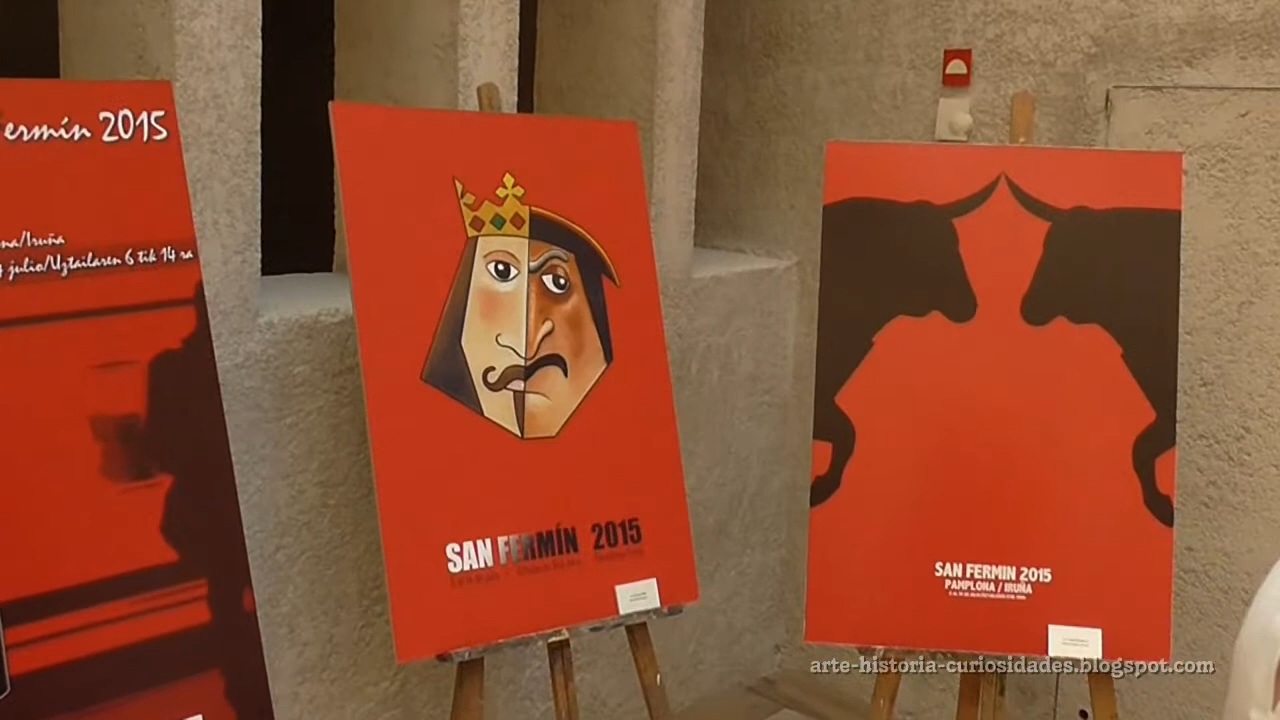 ermín 2015
na/Iruña
julio/Uztailaren 6 tik 14 ra
SAN FERMÍN 2015
SAN FERMIN 2015
PAMPLONA / IRUÑA
arte-historia-curiosidades.blogspot.com